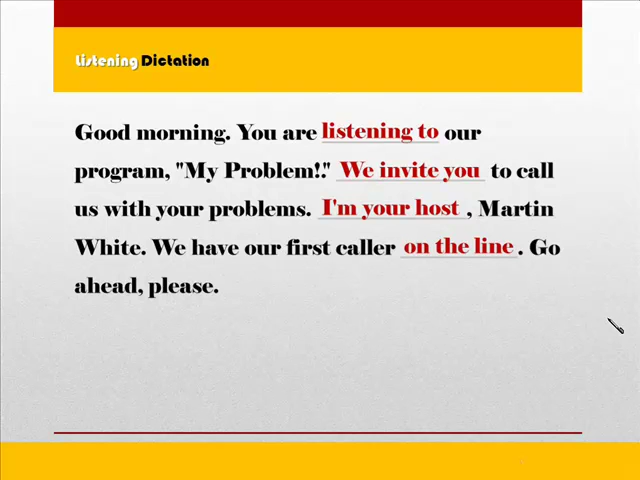 Listening Dictation
Good morning. You are listening to our
program, "My Problem!." We invite you to call
us with your problems. I'm your host , Martin
White. We have our first caller on the line . Go
ahead, please.